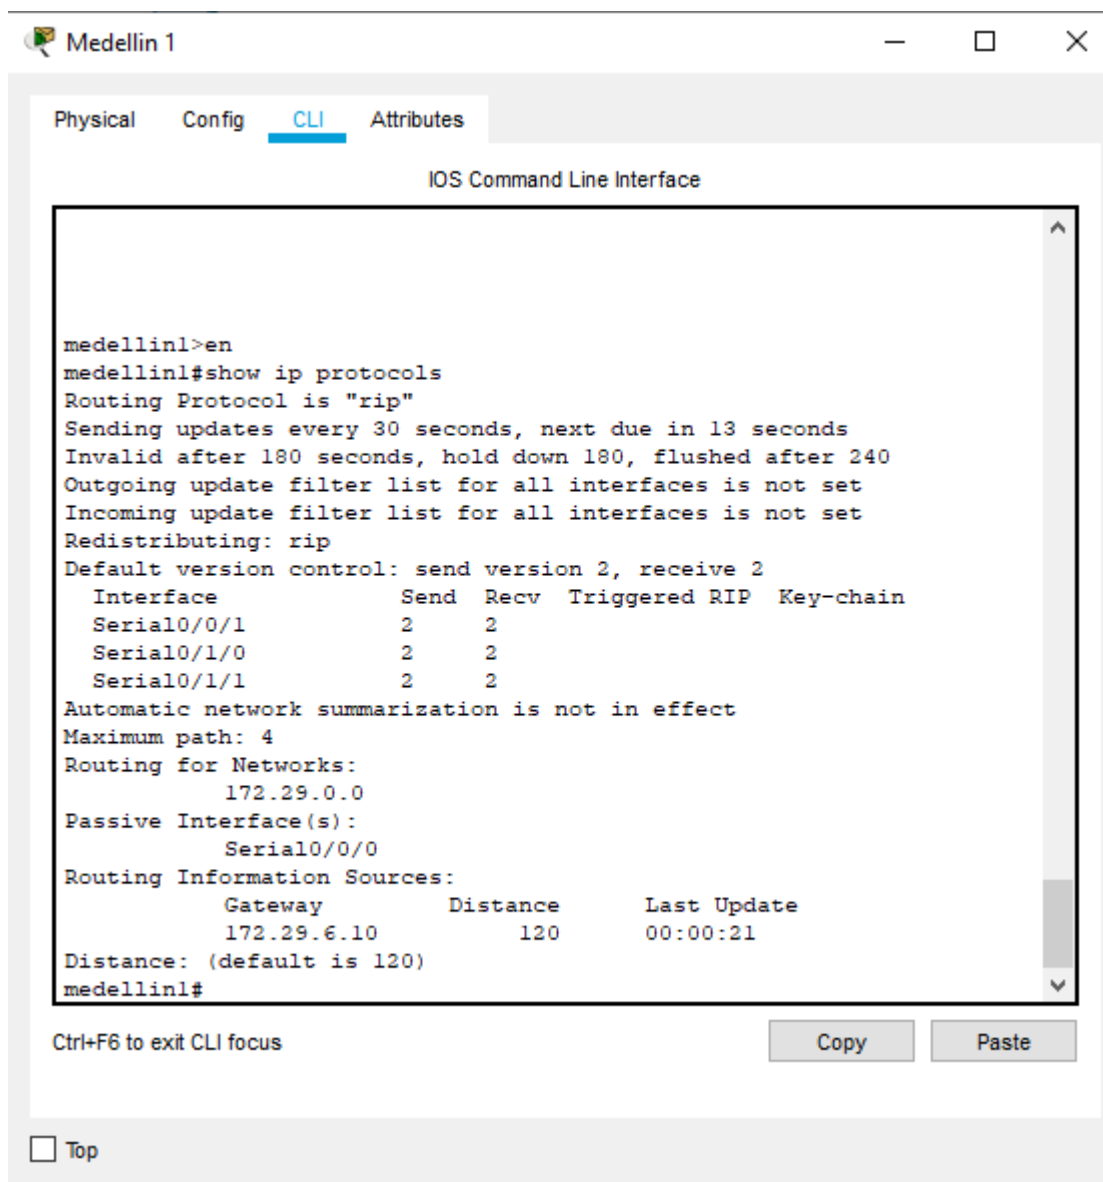 Medellin 1
Physical Config CLI Attributes
IOS Command Line Interface
medellin1>en
medellin1#show ip protocols
Routing Protocol is "rip"
Sending updates every 30 seconds, next due in 13 seconds
Invalid after 180 seconds, hold down 180, flushed after 240
Outgoing update filter list for all interfaces is not set
Incoming update filter list for all interfaces is not set
Redistributing: rip
Default version control: send version 2, receive 2
Interface Send Recv Triggered RIP Key-chain
Serial0/0/1 2 2
Serial0/1/0 2 2
Serial0/1/1 2 2
Automatic network summarization is not in effect
Maximum path: 4
Routing for Networks:
172.29.0.0
Passive Interface(s):
Serial0/0/0
Routing Information Sources:
Gateway Distance Last Update
172.29.6.10 120 00:00:21
Distance: (default is 120)
medellin1#
Ctrl+F6 to exit CLI focus
Copy Paste
Top